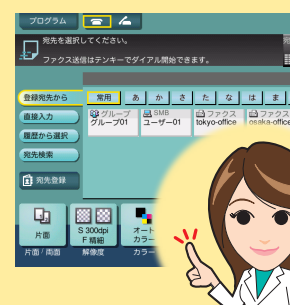 プログラム
宛先を選択してください。
ファクス送信はテンキーでダイアル開始できます。
登録宛先から
常用 あ か さ た な は ま
直接入力
グループ SMB ファクス ファクス
グループ01 ユーザー01 tokyo-office osaka-office
履歴から選択
宛先検索
宛先登録
片面 S 300dpi オート
F 精細 カラー
片面 / 両面 解像度 カラー